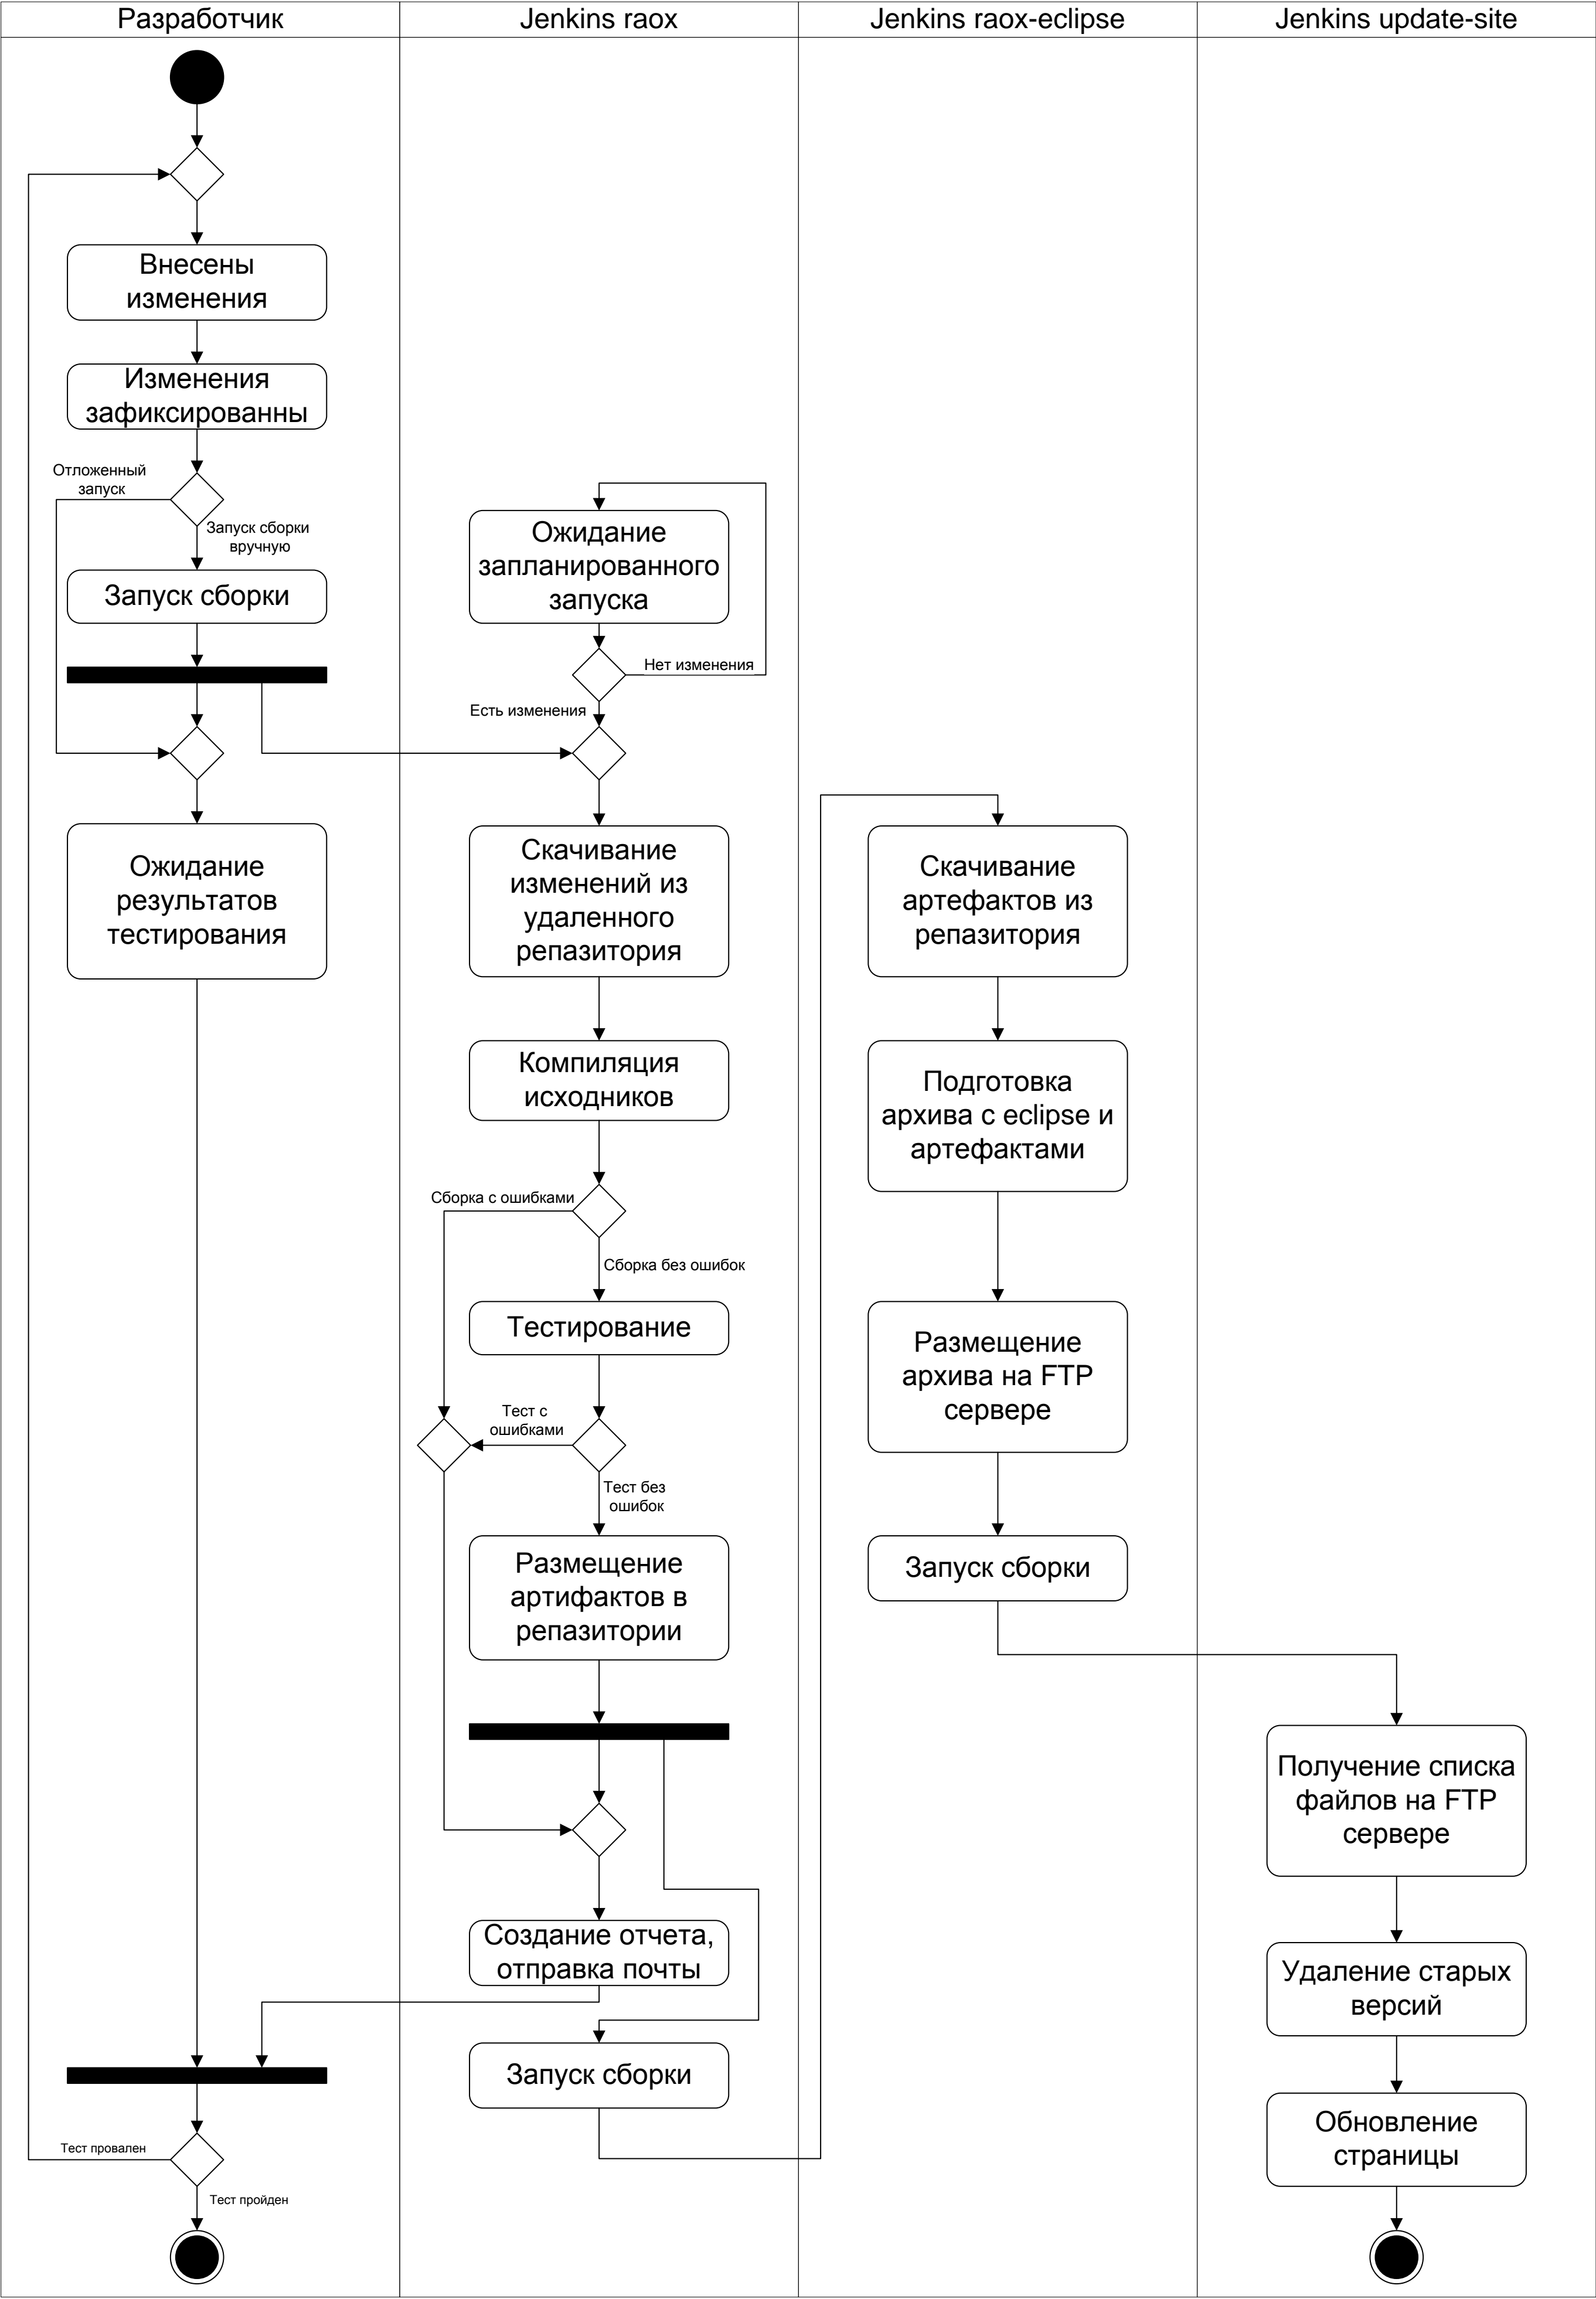 Разработчик
Jenkins raox
Jenkins raox-eclipse
Jenkins update-site
Внесены
изменения
Изменения
зафиксированны
Отложенный
запуск
Запуск сборки
вручную
Запуск сборки
Ожидание
результатов
тестирования
Тест провален
Тест пройден
Ожидание
запланированного
запуска
Нет изменения
Есть изменения
Скачивание
изменений из
удаленного
репазитория
Компиляция
исходников
Сборка с ошибками
Сборка без ошибок
Тестирование
Тест с
ошибками
Тест без
ошибок
Размещение
артифактов в
репазитории
Создание отчета,
отправка почты
Запуск сборки
Скачивание
артефактов из
репазитория
Подготовка
архива с eclipse и
артефактами
Размещение
архива на FTP
сервере
Запуск сборки
Получение списка
файлов на FTP
сервере
Удаление старых
версий
Обновление
страницы